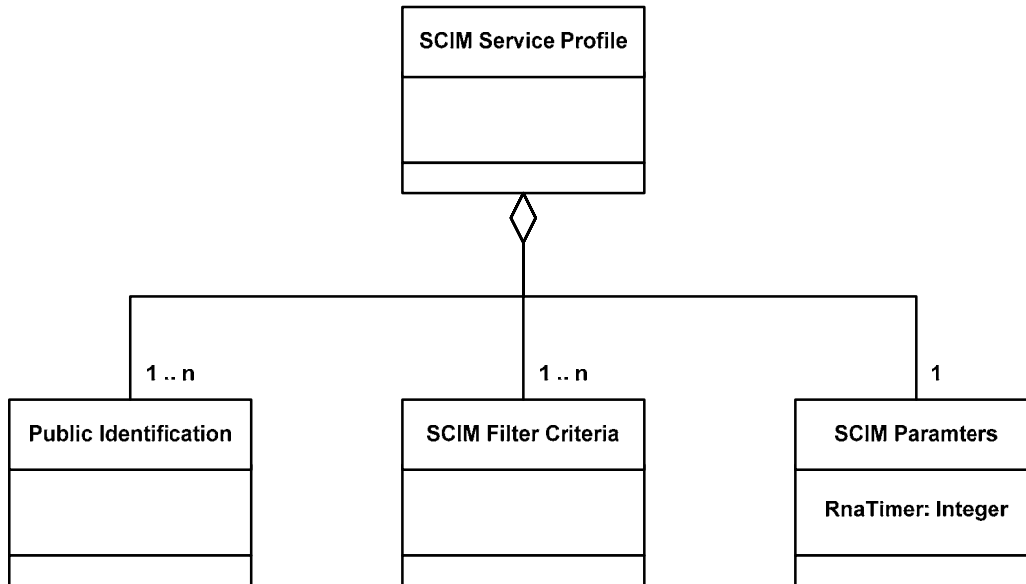 SCIM Service Profile
1 .. n
1 .. n
1
Public Identification
SCIM Filter Criteria
SCIM Paramters
RnaTimer: Integer